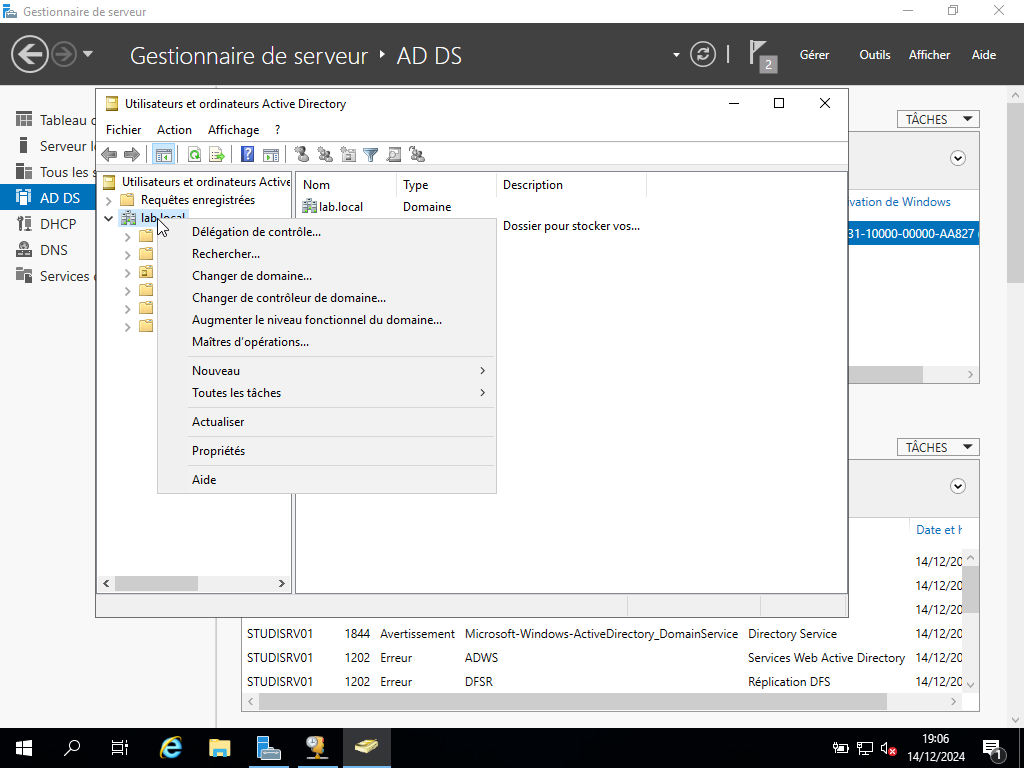 Gestionnaire de serveur
Gestionnaire de serveur ‣ AD DS
2
Gérer
Outils
Afficher
Aide
Tableau
Serveur
Tous les
AD DS
DHCP
DNS
Services
TÂCHES
vation de Windows
31-10000-00000-AA827
TÂCHES
Date et h
14/12/20
14/12/20
14/12/20
STUDISRV01 1844 Avertissement Microsoft-Windows-ActiveDirectory_DomainService Directory Service 14/12/20
STUDISRV01 1202 Erreur ADWS Services Web Active Directory 14/12/20
STUDISRV01 1202 Erreur DFSR Réplication DFS 14/12/20
Utilisateurs et ordinateurs Active Directory
Fichier Action Affichage ?
Utilisateurs et ordinateurs Active
Requêtes enregistrées
lab.local
Nom Type Description
lab.local Domaine
Dossier pour stocker vos...
Délégation de contrôle...
Rechercher...
Changer de domaine...
Changer de contrôleur de domaine...
Augmenter le niveau fonctionnel du domaine...
Maîtres d'opérations...
Nouveau
Toutes les tâches
Actualiser
Propriétés
Aide
19:06
14/12/2024
1